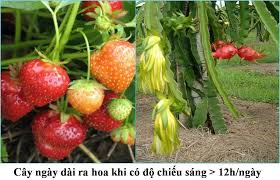 Cây ngày dài ra hoa khi có độ chiếu sáng > 12h/ngày